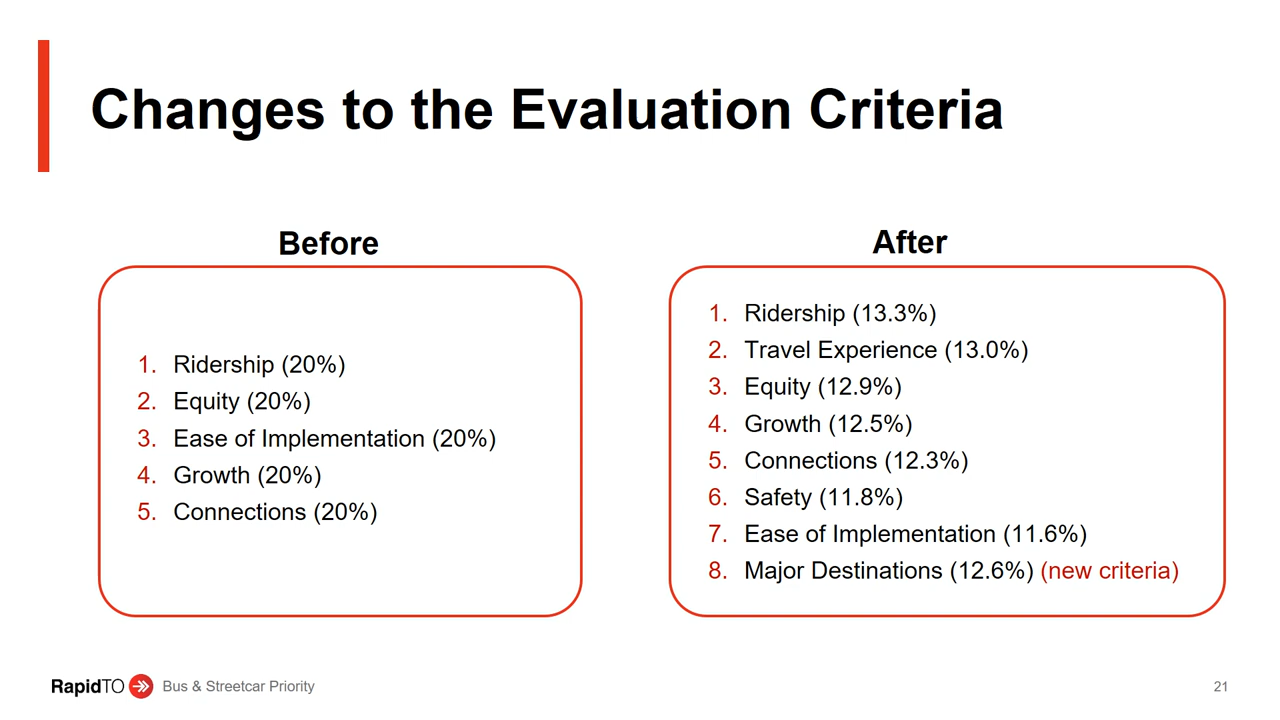 Changes to the Evaluation Criteria
Before
1. Ridership (20%)
2. Equity (20%)
3. Ease of Implementation (20%)
4. Growth (20%)
5. Connections (20%)
After
1. Ridership (13.3%)
2. Travel Experience (13.0%)
3. Equity (12.9%)
4. Growth (12.5%)
5. Connections (12.3%)
6. Safety (11.8%)
7. Ease of Implementation (11.6%)
8. Major Destinations (12.6%) (new criteria)
RapidTO Bus & Streetcar Priority
21